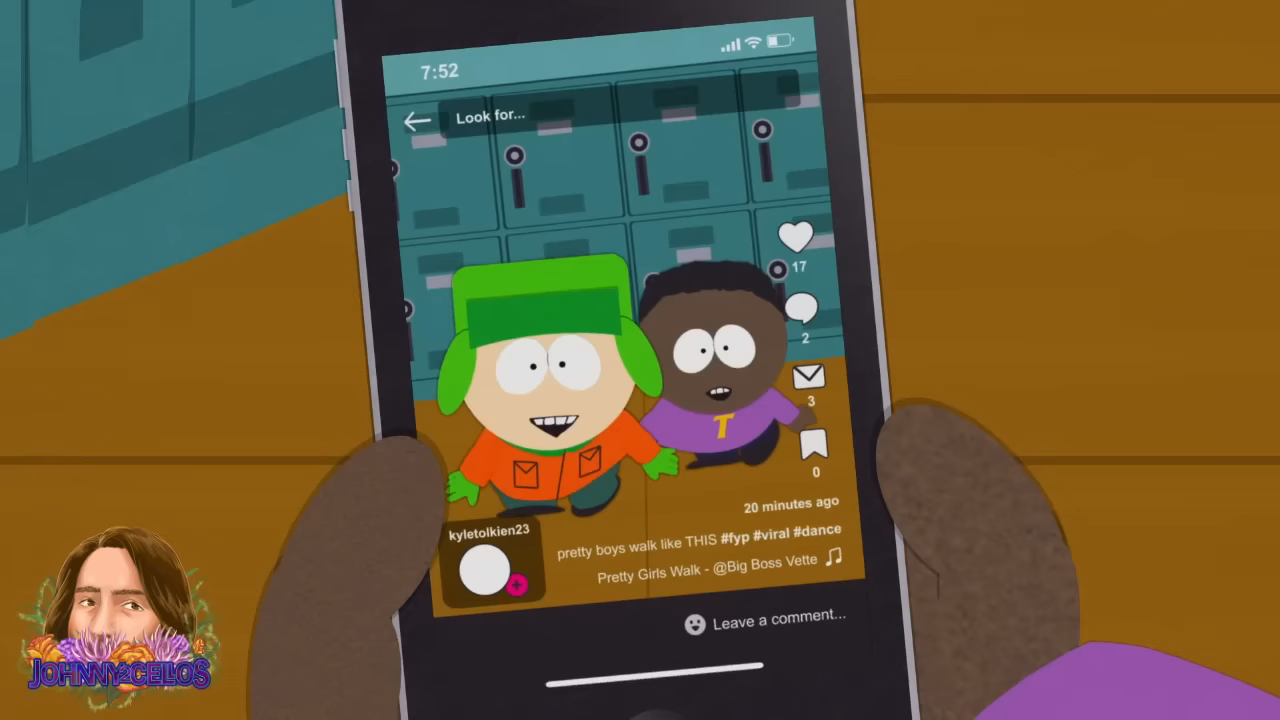 7:52
Look for...
17
2
3
T
0
20 minutes ago
kyletolkien23
pretty boys walk like THIS #fyp #viral #dance
Pretty Girls Walk - @Big Boss Vette
Leave a comment...
JOHNNY2CELLOS